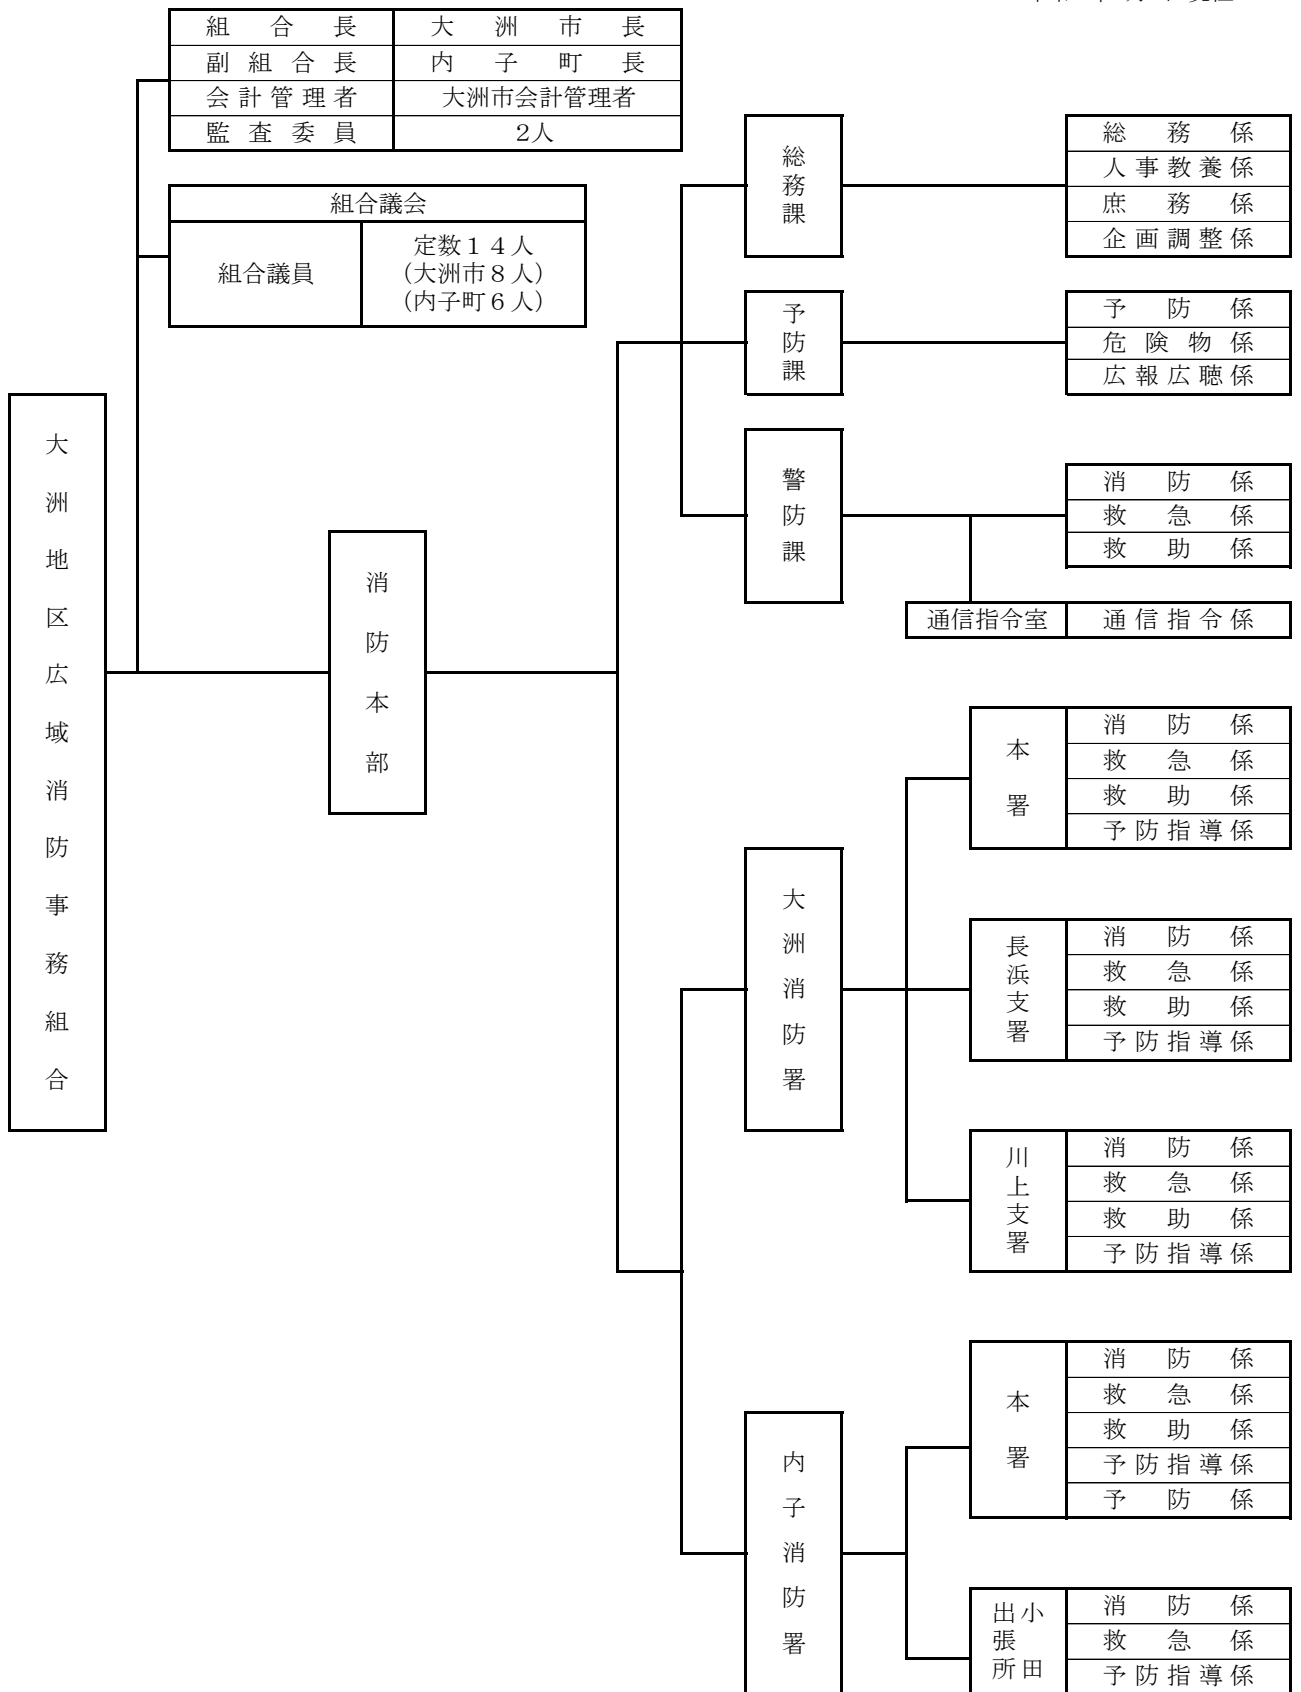 組合長 大洲市長
副組合長 内子町長
会計管理者 大洲市会計管理者
監査委員 2人
組合議会
組合議員
定数14人
(大洲市8人)
(内子町6人)
大洲地区広域消防事務組合
消防本部
総務課
総務係
人事教養係
庶務係
企画調整係
予防課
予防係
危険物係
広報広聴係
警防課
消防係
救急係
救助係
通信指令室 通信指令係
大洲消防署
本署
消防係
救急係
救助係
予防指導係
長浜支署
消防係
救急係
救助係
予防指導係
川上支署
消防係
救急係
救助係
予防指導係
内子消防署
本署
消防係
救急係
救助係
予防指導係
予防係
小田
出張所
消防係
救急係
予防指導係